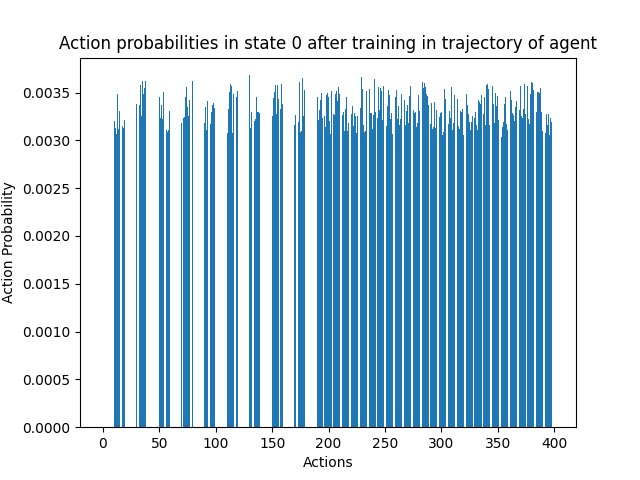 Action probabilities in state 0 after training in trajectory of agent
0.0035
0.0030
0.0025
0.0020
0.0015
0.0010
0.0005
0.0000
Action Probability
0 50 100 150 200 250 300 350 400
Actions